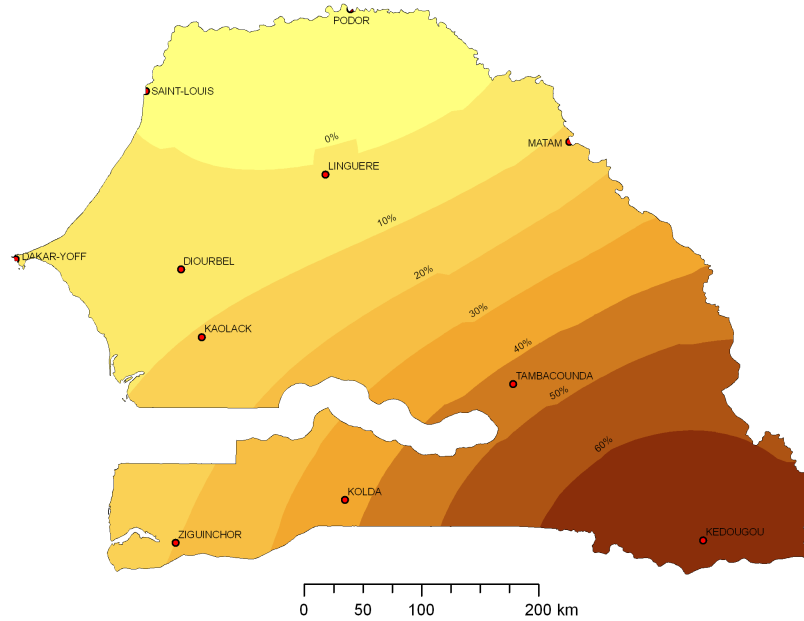 PODOR
SAINT-LOUIS
0%
MATAM
LINGUERE
10%
DAKAR-YOFF
DIOURBEL
20%
30%
KAOLACK
40%
TAMBACOUNDA
50%
60%
KOLDA
ZIGUINCHOR
KEDOUGOU
0 50 100 200 km